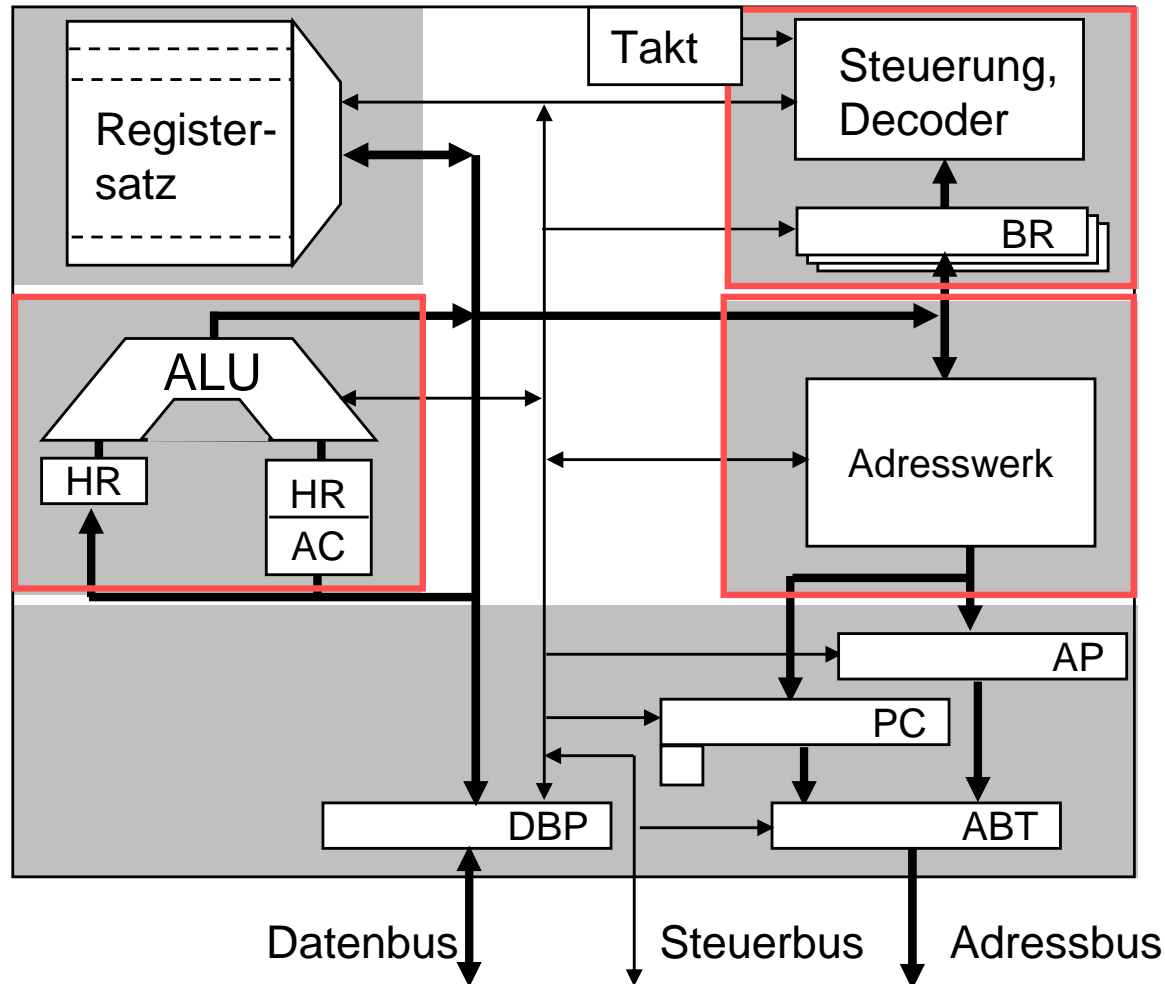 Takt
Steuerung,
Decoder
Register-
satz
BR
ALU
HR
HR
AC
Adresswerk
AP
PC
DBP
ABT
Datenbus
Steuerbus
Adressbus